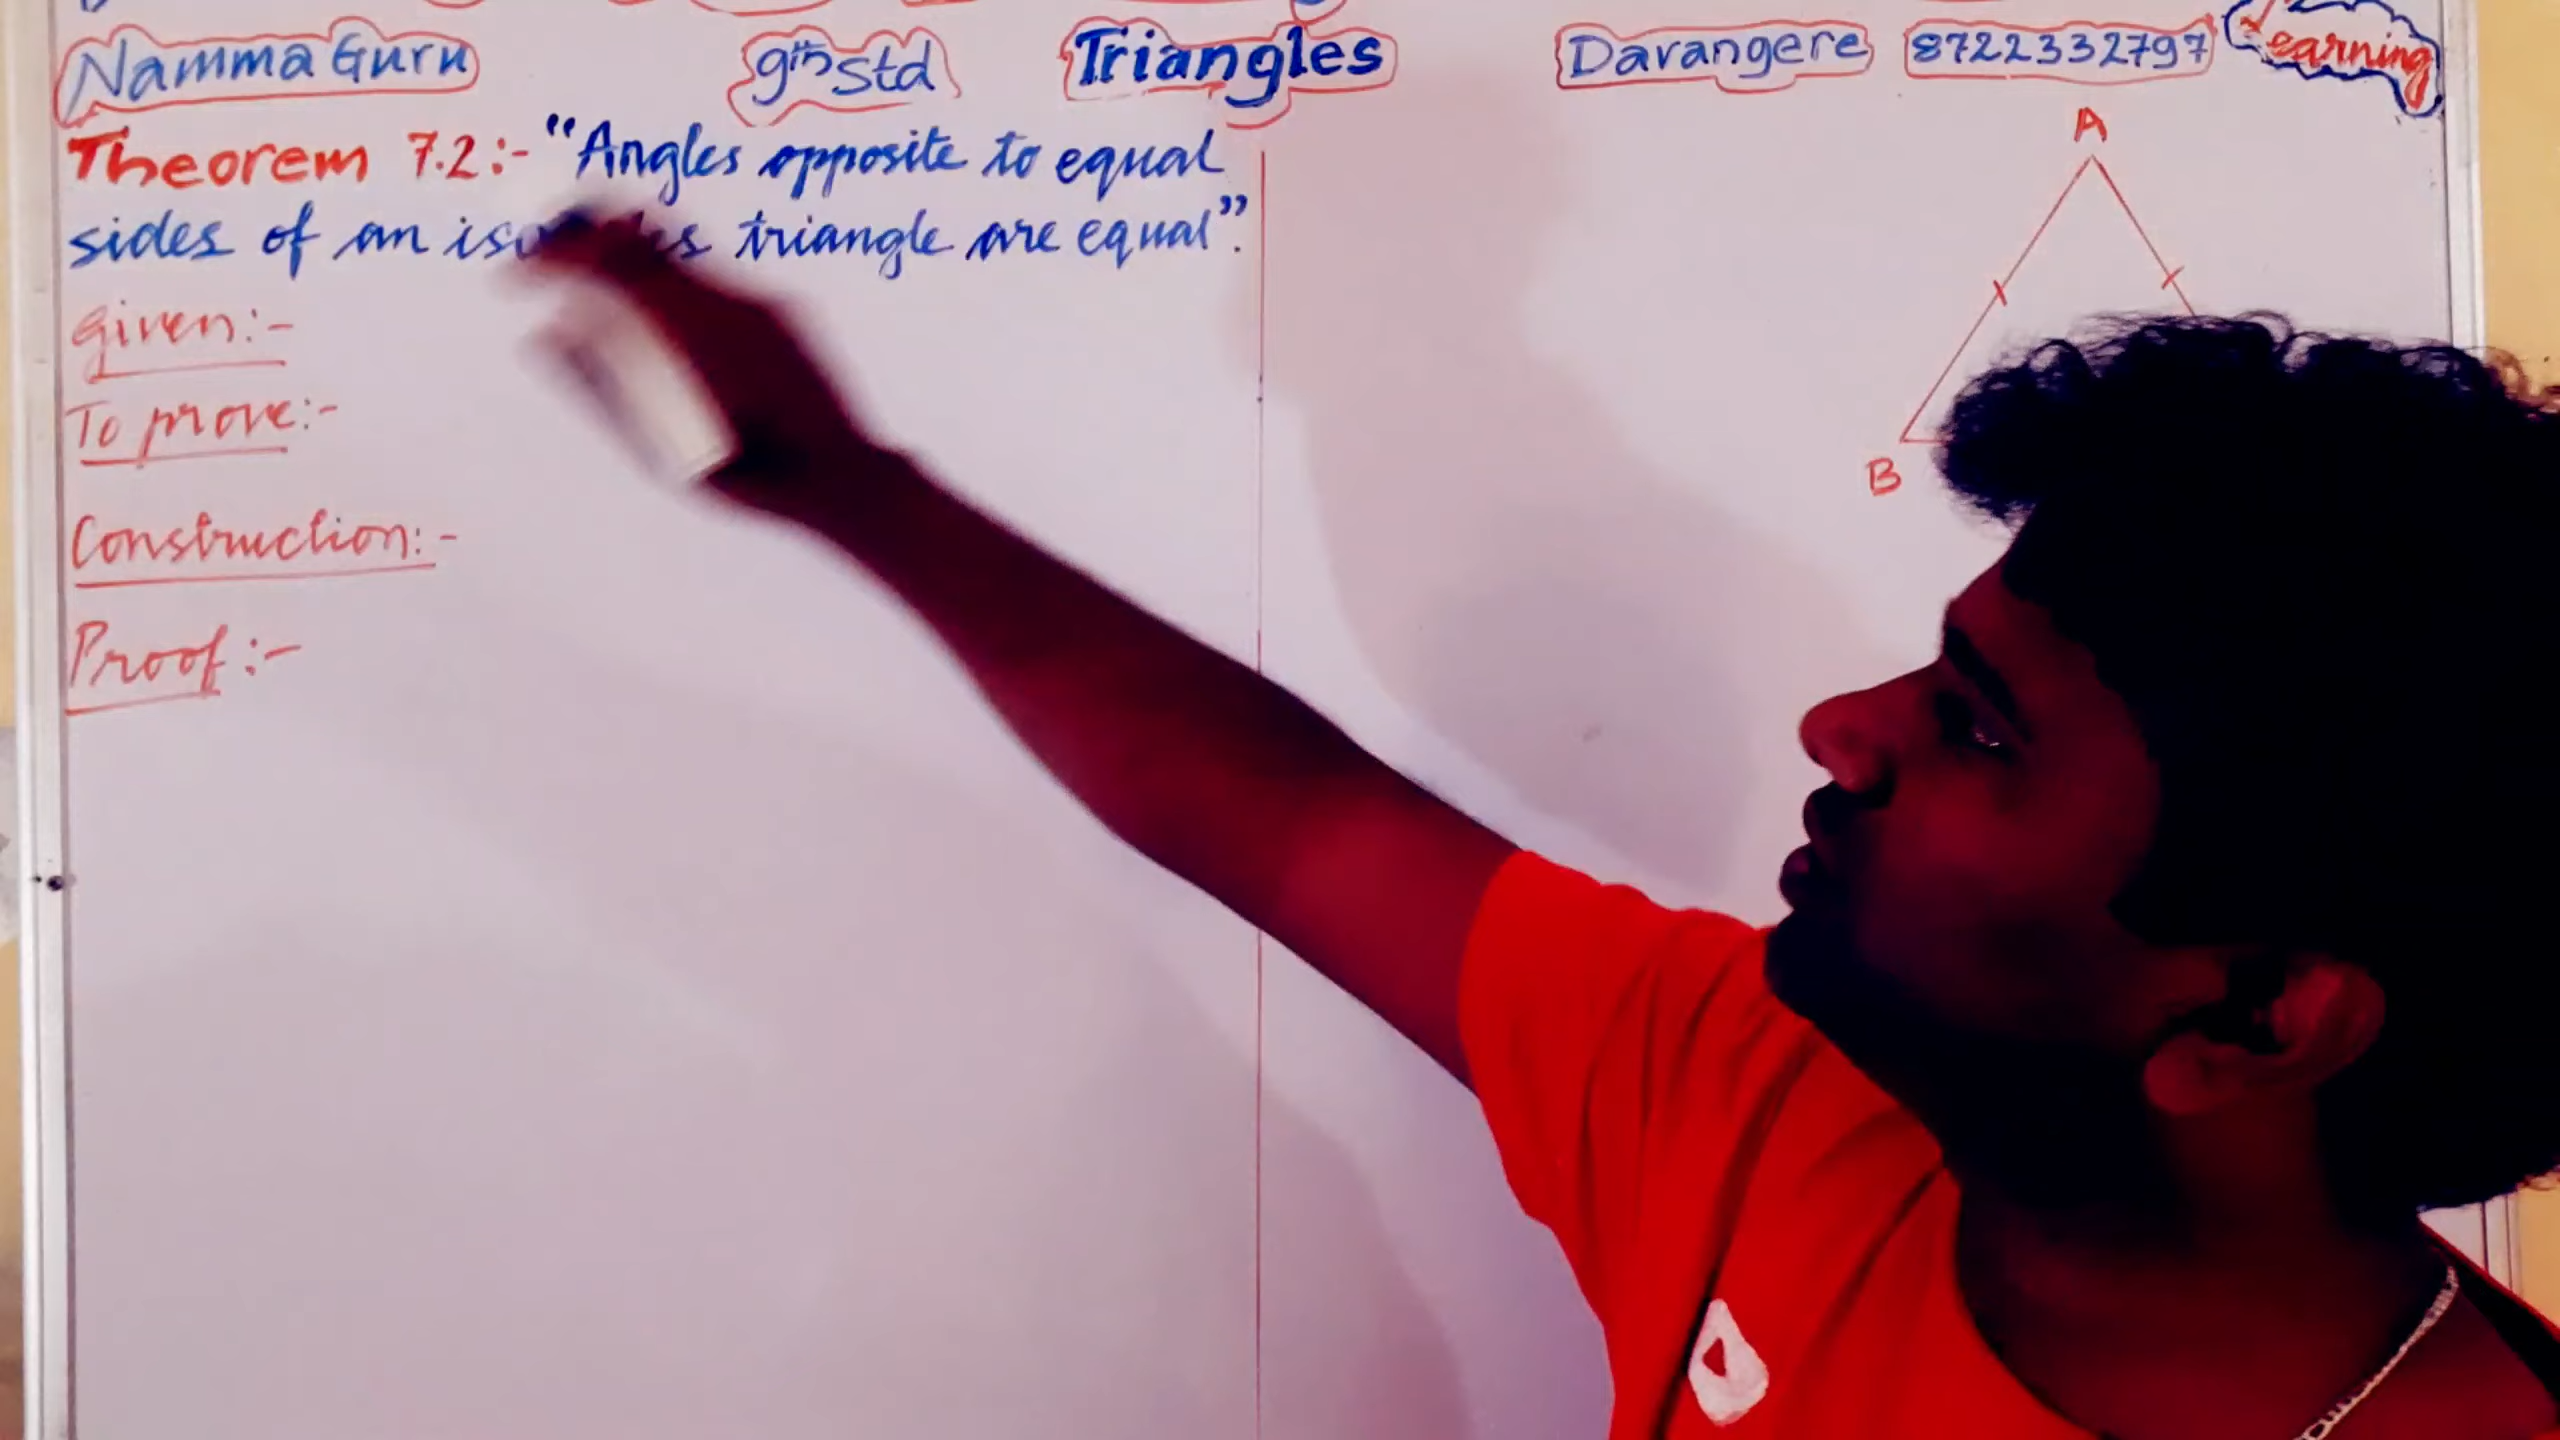 Namma Guru 9th std Triangles Davangere 8722332797 Learning
Theorem 7.2:- "Angles opposite to equal
sides of an triangle are equal".
Given:-
To prove:-
Construction:-
Proof:-
A
B